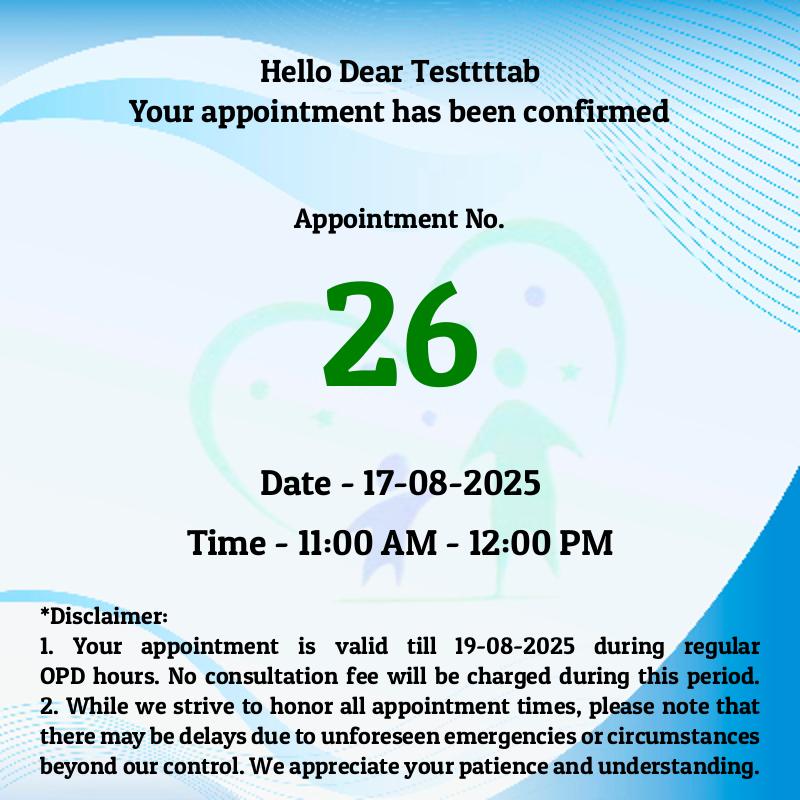 Hello Dear Testtttab
Your appointment has been confirmed
Appointment No.
26
Date - 17-08-2025
Time - 11:00 AM - 12:00 PM
*Disclaimer:
1. Your appointment is valid till 19-08-2025 during regular
OPD hours. No consultation fee will be charged during this period.
2. While we strive to honor all appointment times, please note that
there may be delays due to unforeseen emergencies or circumstances
beyond our control. We appreciate your patience and understanding.